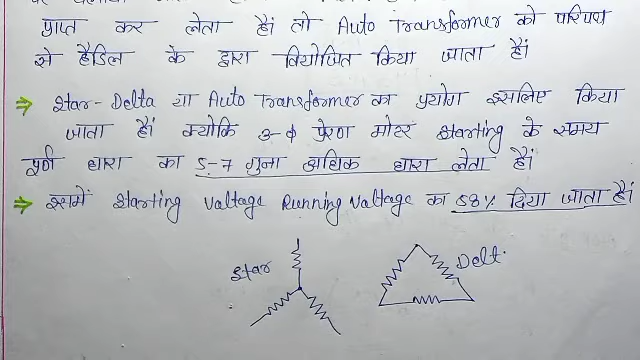 प्राप्त कर लेता हैं। तो Auto Transformer को परिपथ
से हैंडिल के द्वारा वियोजित किया जाता हैं।
⇒ Star-Delta या Auto Transformer का प्रयोग इसलिए किया
जाता हैं। क्योकि 3-ф प्रेरण मोटर starting के समय
पूर्ण धारा का 5-7 गुना अधिक धारा लेता हैं।
⇒ इसमें starting Voltage Running Voltage का 58% दिया जाता हैं।
Star
Delt